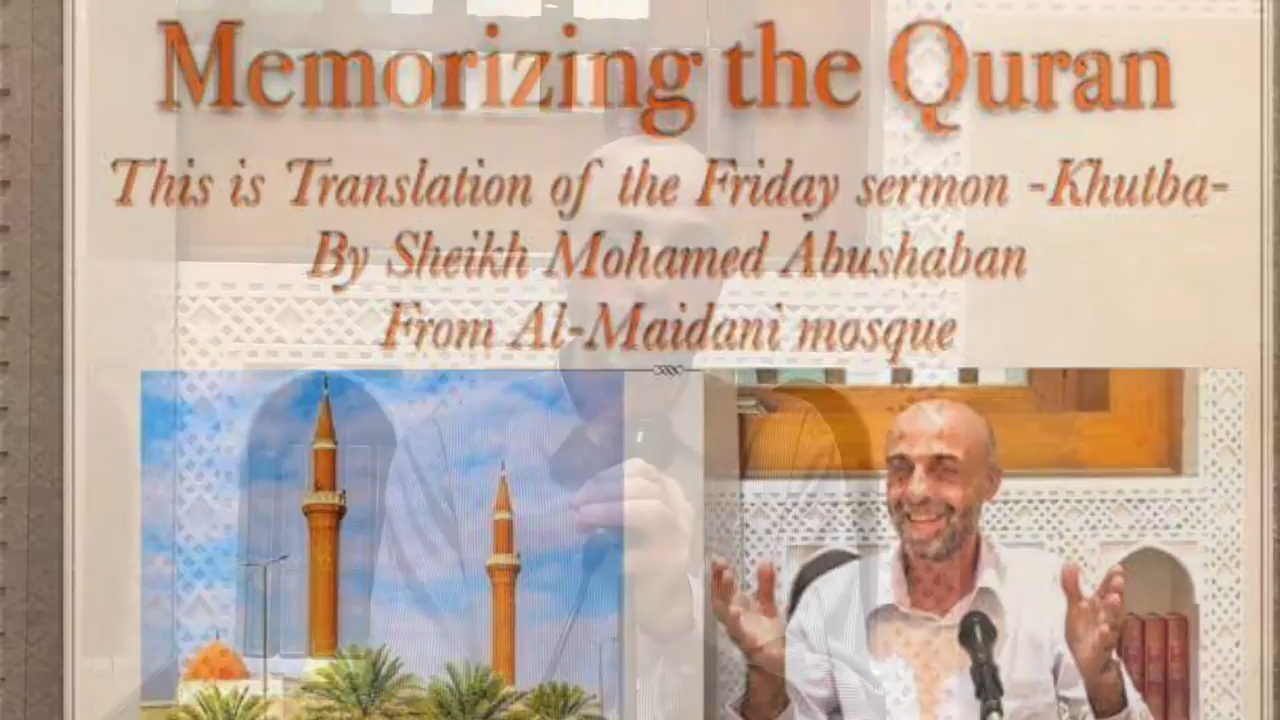 Memorizing the Quran
This is Translation of the Friday sermon -Khutba-
By Sheikh Mohamed Abushaban
From Al-Maidani mosque